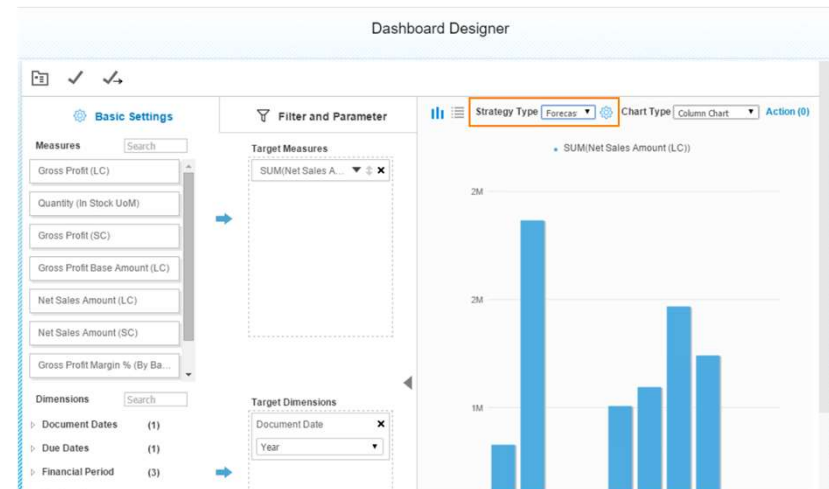 Dashboard Designer
Basic Settings
Filter and Parameter
Strategy Type Forecas
Chart Type Column Chart
Action (0)
Measures Search
Target Measures
SUM(Net Sales Amount (LC))
Gross Profit (LC)
SUM(Net Sales A...
Quantity (In Stock UoM)
Gross Profit (SC)
Gross Profit Base Amount (LC)
Net Sales Amount (LC)
Net Sales Amount (SC)
Gross Profit Margin % (By Ba...
2M
2M
1M
Dimensions Search
Target Dimensions
Document Dates (1)
Document Date
Due Dates (1)
Year
Financial Period (3)